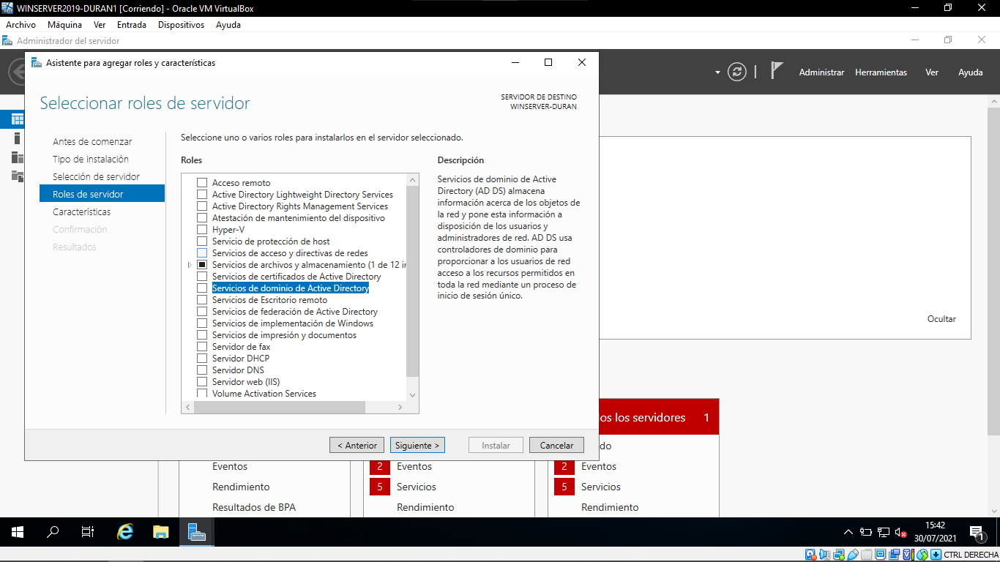 WINSERVER2019-DURAN1 [Corriendo] - Oracle VM VirtualBox
Archivo Máquina Ver Entrada Dispositivos Ayuda
Administrador del servidor
Asistente para agregar roles y características
Administrar Herramientas Ver Ayuda
Seleccionar roles de servidor
SERVIDOR DE DESTINO
WINSERVER-DURAN
Antes de comenzar
Tipo de instalación
Selección de servidor
Roles de servidor
Características
Confirmación
Resultados
Seleccione uno o varios roles para instalarlos en el servidor seleccionado.
Roles
Acceso remoto
Active Directory Lightweight Directory Services
Active Directory Rights Management Services
Atestación de mantenimiento del dispositivo
Hyper-V
Servicio de protección de host
Servicios de acceso y directivas de redes
Servicios de archivos y almacenamiento (1 de 12 in
Servicios de certificados de Active Directory
Servicios de dominio de Active Directory
Servicios de Escritorio remoto
Servicios de federación de Active Directory
Servicios de implementación de Windows
Servicios de impresión y documentos
Servidor de fax
Servidor DHCP
Servidor DNS
Servidor web (IIS)
Volume Activation Services
Descripción
Servicios de dominio de Active
Directory (AD DS) almacena
información acerca de los objetos de
la red y pone esta información a
disposición de los usuarios y
administradores de red. AD DS usa
controladores de dominio para
proporcionar a los usuarios de red
acceso a los recursos permitidos en
toda la red mediante un proceso de
inicio de sesión único.
< Anterior Siguiente > Instalar Cancelar
Ocultar
os los servidores 1
do
Eventos 2 Eventos 2 Eventos
Rendimiento 5 Servicios 5 Servicios
Resultados de BPA Rendimiento Rendimiento
15:42
30/07/2021
1
CTRL DERECHA